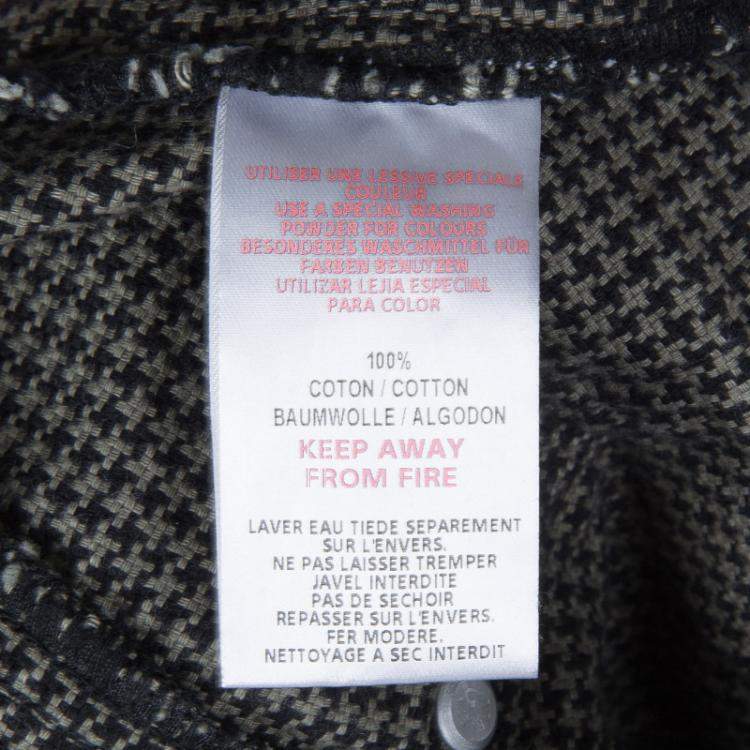 UTILISER UNE LESSIVE SPECIALE
COULEUR
USE A SPECIAL WASHING
POWDER FOR COLOURS
BESONDERES WASCHMITTEL FÜR
FARBEN BENUTZEN
UTILIZAR LEJIA ESPECIAL
PARA COLOR
100%
COTON / COTTON
BAUMWOLLE / ALGODON
KEEP AWAY
FROM FIRE
LAVER EAU TIEDE SEPAREMENT
SUR L'ENVERS.
NE PAS LAISSER TREMPER
JAVEL INTERDITE
PAS DE SECHOIR
REPASSER SUR L'ENVERS.
FER MODERE.
NETTOYAGE A SEC INTERDIT